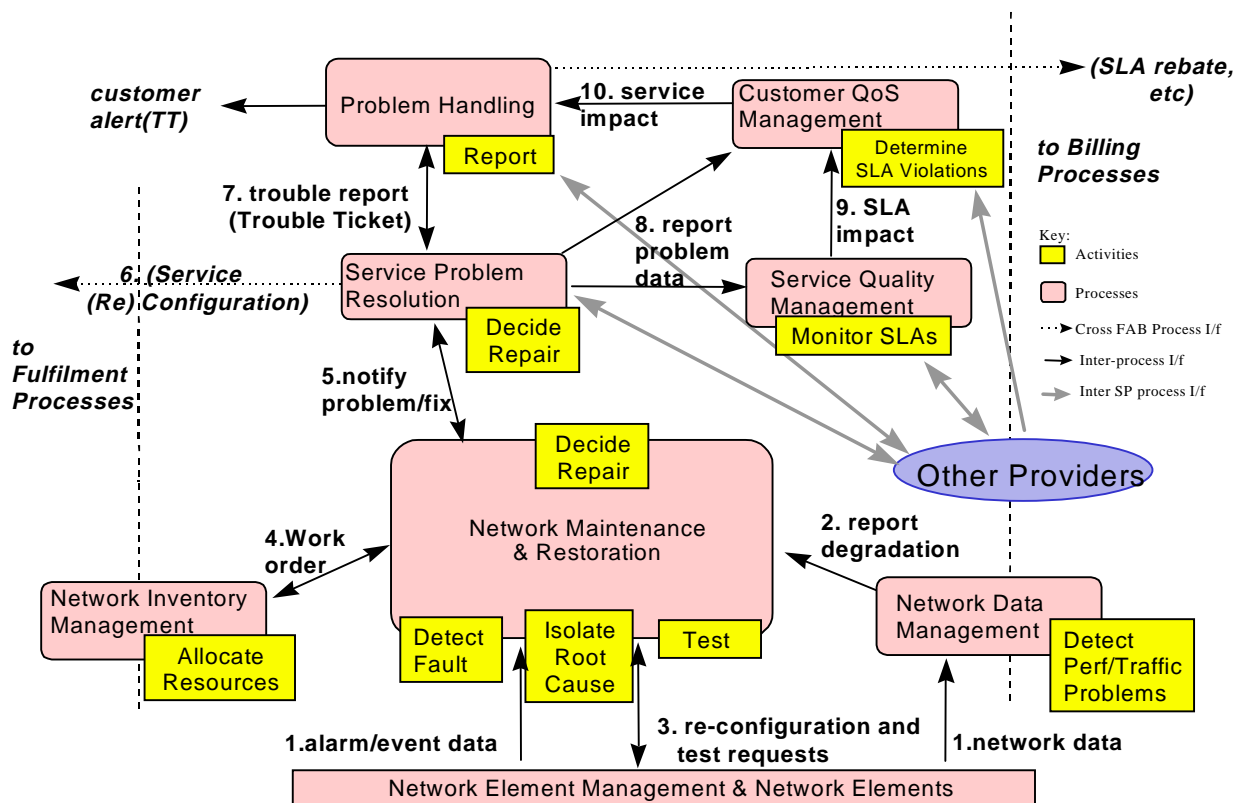 (SLA rebate,
etc)
customer
alert(TT)
Problem Handling
10. service
impact
Customer QoS
Management
Report
Determine
SLA Violations
to Billing
Processes
7. trouble report
(Trouble Ticket)
8. report
problem
data
9. SLA
impact
Key:
Activities
Processes
Cross FAB Process I/f
Inter-process I/f
Inter SP process I/f
6. (Service
(Re) Configuration)
Service Problem
Resolution
Service Quality
Management
Decide
Repair
Monitor SLAs
to
Fulfilment
Processes
5.notify
problem/fix
Decide
Repair
Other Providers
Network Maintenance
& Restoration
2. report
degradation
4.Work
order
Network Inventory
Management
Allocate
Resources
Detect
Fault
Isolate
Root
Cause
Test
Network Data
Management
Detect
Perf/Traffic
Problems
1.alarm/event data
3. re-configuration and
test requests
1.network data
Network Element Management & Network Elements